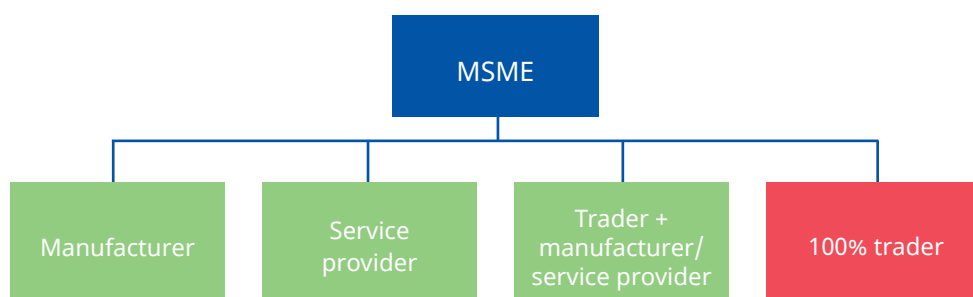 MSME
Manufacturer
Service
provider
Trader +
manufacturer/
service provider
100% trader